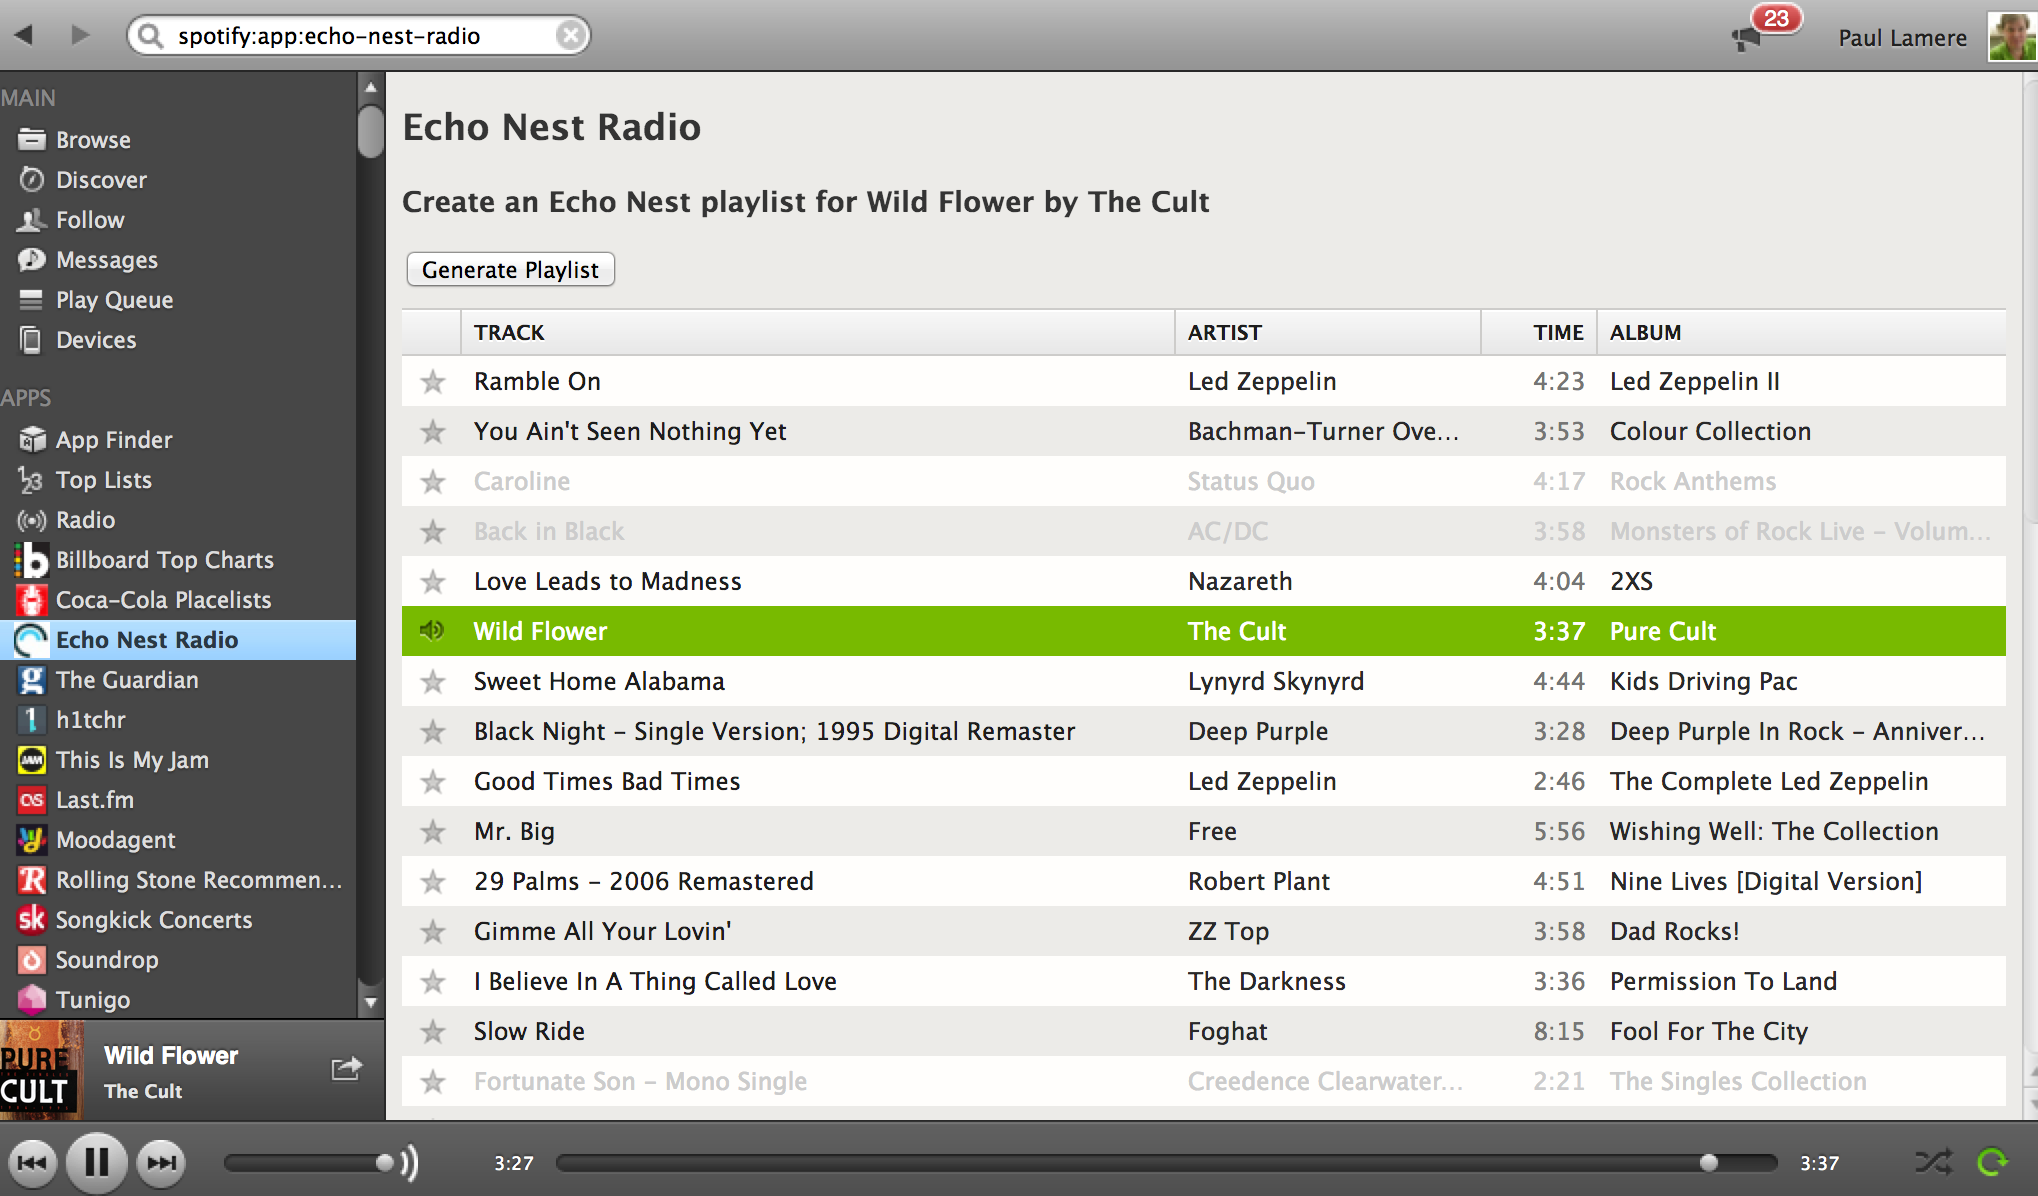 spotify:app:echo-nest-radio
23
Paul Lamere
MAIN
Browse
Discover
Follow
Messages
Play Queue
Devices
APPS
App Finder
Top Lists
Radio
Billboard Top Charts
Coca-Cola Placelists
Echo Nest Radio
The Guardian
h1tchr
This Is My Jam
Last.fm
Moodagent
Rolling Stone Recommen...
Songkick Concerts
Soundrop
Tunigo
PURE
CULT
Wild Flower
The Cult
Echo Nest Radio
Create an Echo Nest playlist for Wild Flower by The Cult
Generate Playlist
TRACK ARTIST TIME ALBUM
Ramble On Led Zeppelin 4:23 Led Zeppelin II
You Ain't Seen Nothing Yet Bachman-Turner Ove... 3:53 Colour Collection
Caroline Status Quo 4:17 Rock Anthems
Back in Black AC/DC 3:58 Monsters of Rock Live - Volum...
Love Leads to Madness Nazareth 4:04 2XS
Wild Flower The Cult 3:37 Pure Cult
Sweet Home Alabama Lynyrd Skynyrd 4:44 Kids Driving Pac
Black Night - Single Version; 1995 Digital Remaster Deep Purple 3:28 Deep Purple In Rock - Anniver...
Good Times Bad Times Led Zeppelin 2:46 The Complete Led Zeppelin
Mr. Big Free 5:56 Wishing Well: The Collection
29 Palms - 2006 Remastered Robert Plant 4:51 Nine Lives [Digital Version]
Gimme All Your Lovin' ZZ Top 3:58 Dad Rocks!
I Believe In A Thing Called Love The Darkness 3:36 Permission To Land
Slow Ride Foghat 8:15 Fool For The City
Fortunate Son - Mono Single Creedence Clearwater... 2:21 The Singles Collection
3:27
3:37